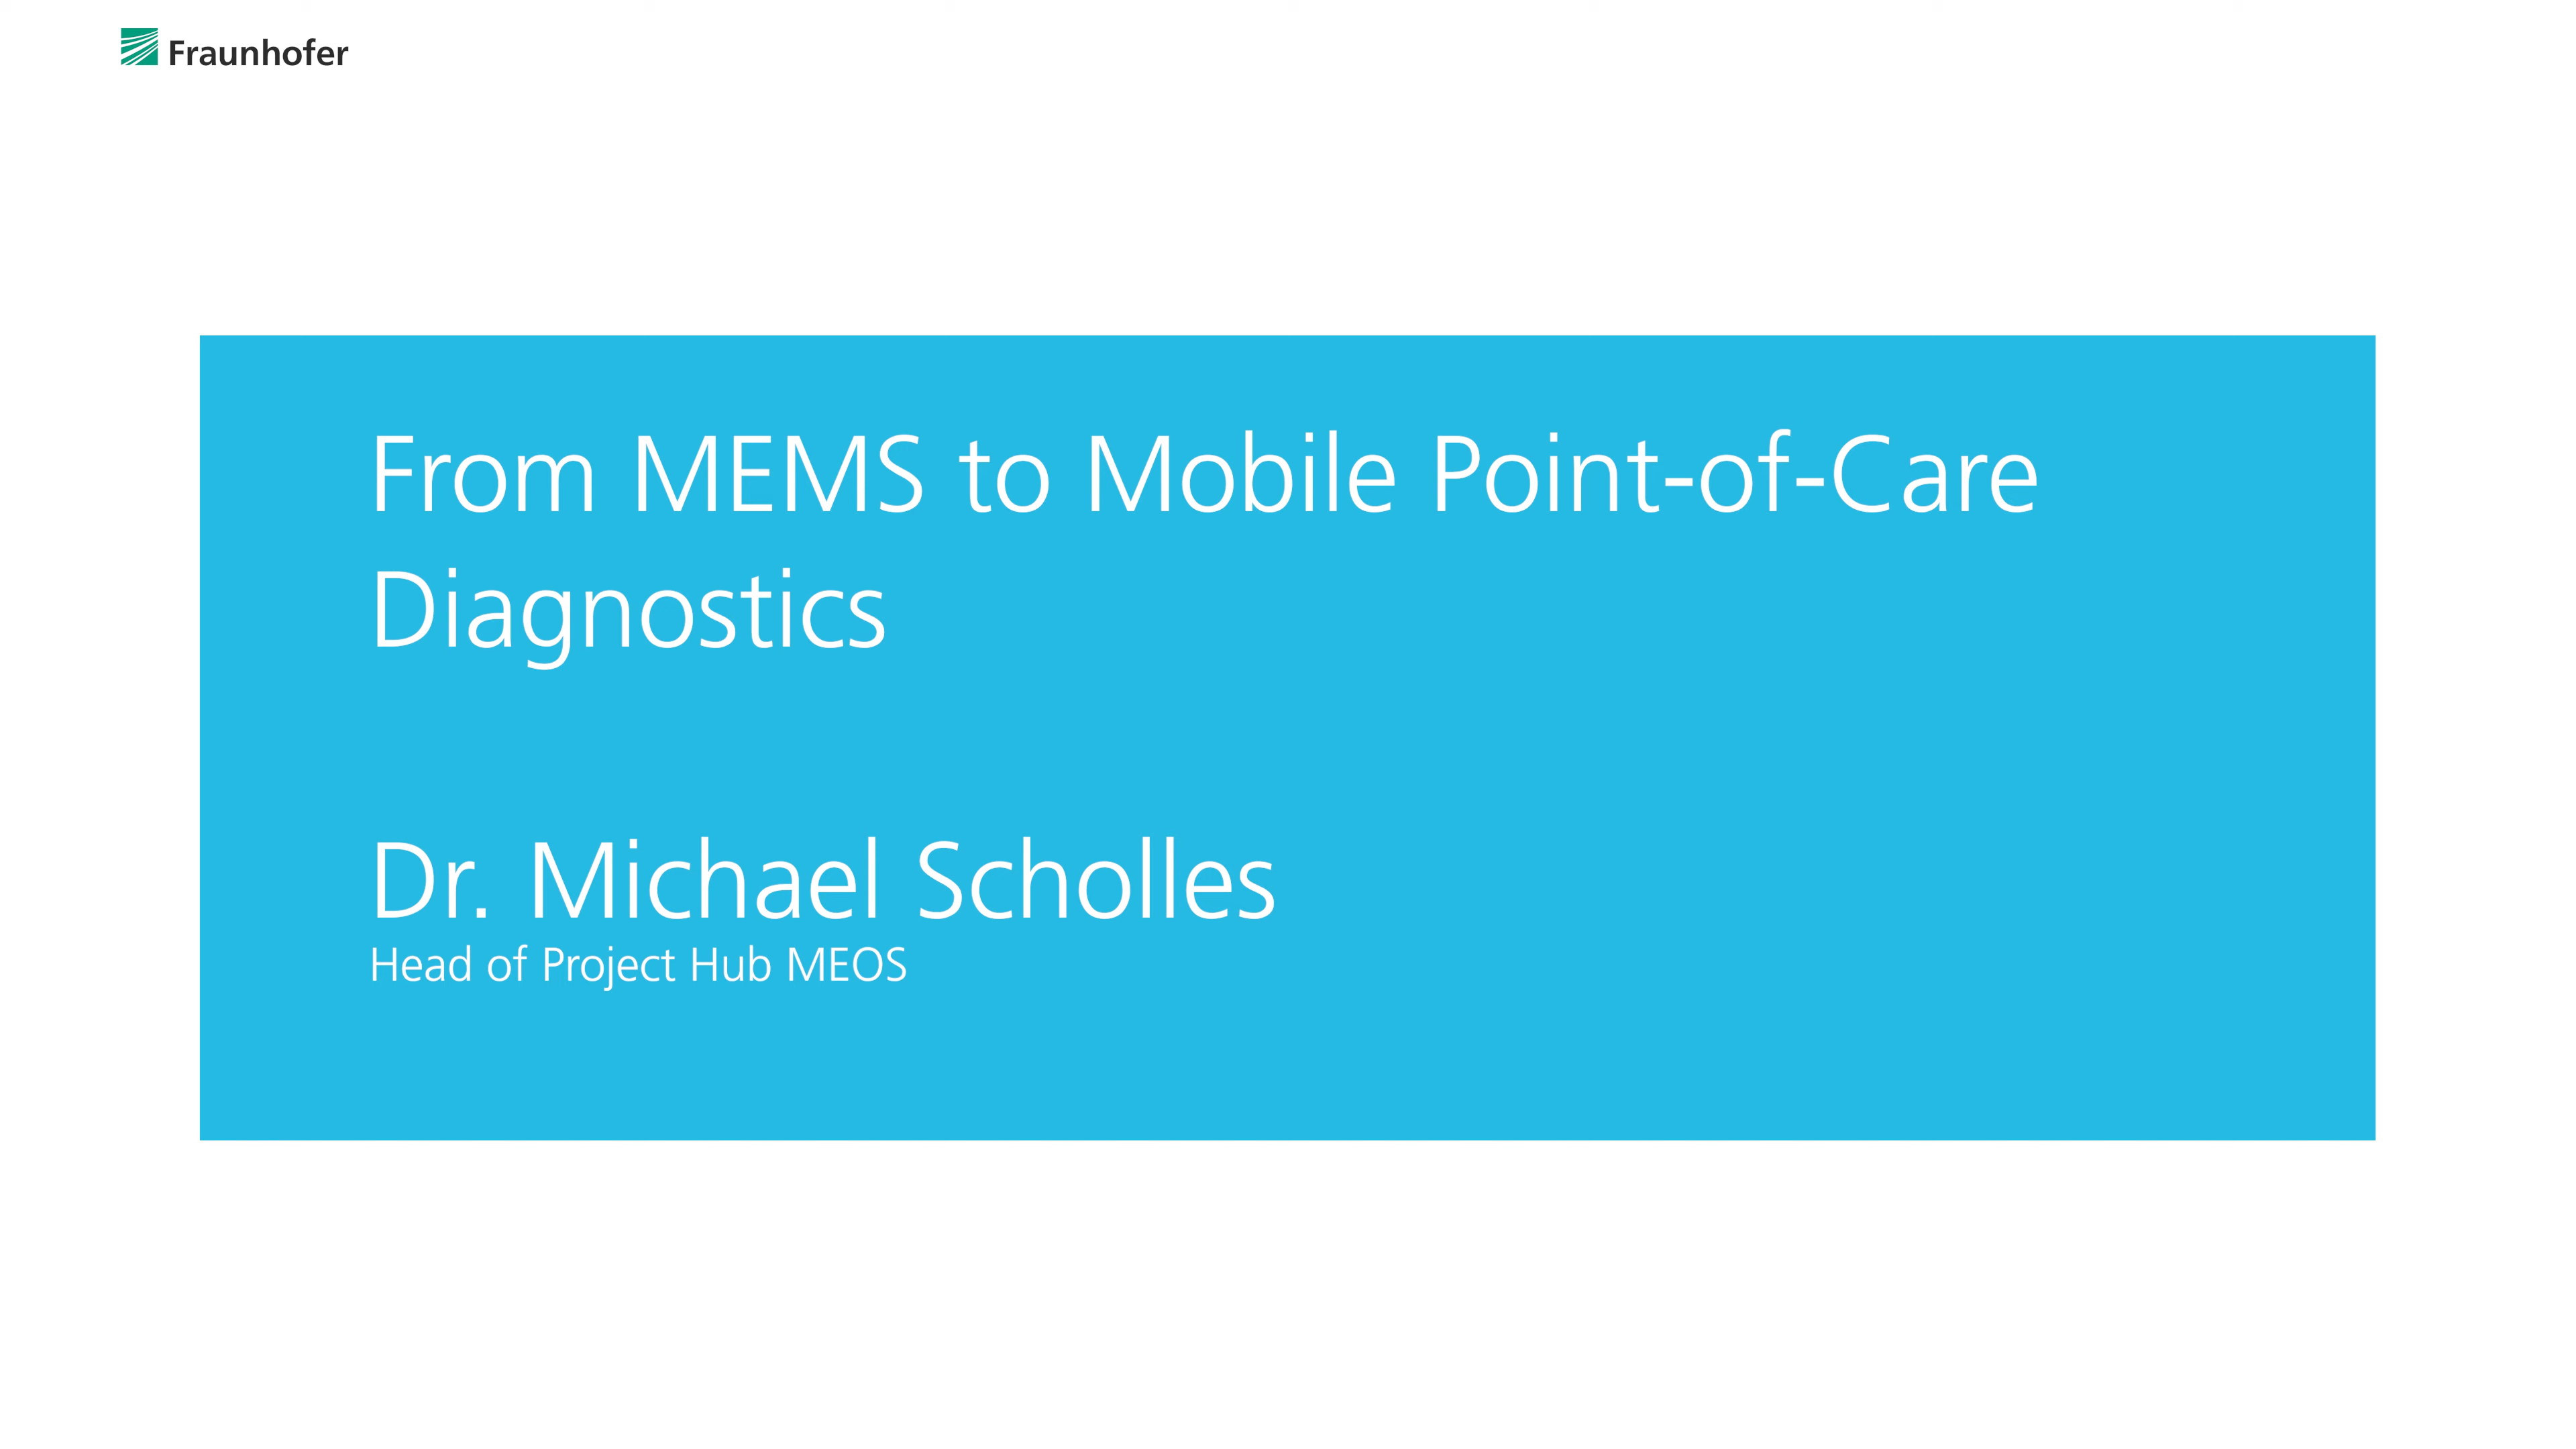 Fraunhofer
From MEMS to Mobile Point-of-Care
Diagnostics
Dr. Michael Scholles
Head of Project Hub MEOS